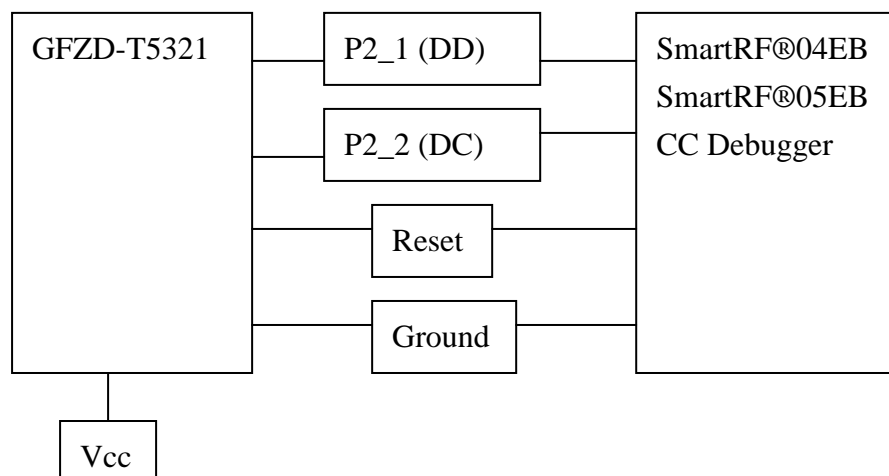 GFZD-T5321
P2_1 (DD)
P2_2 (DC)
Reset
Ground
Vcc
SmartRF®04EB
SmartRF®05EB
CC Debugger